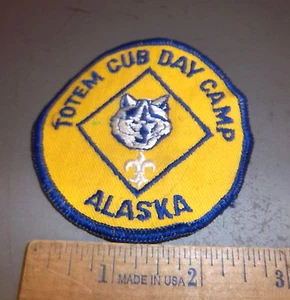 TOTEM CUB DAY CAMP
ALASKA
1 MADE IN USA 2 3